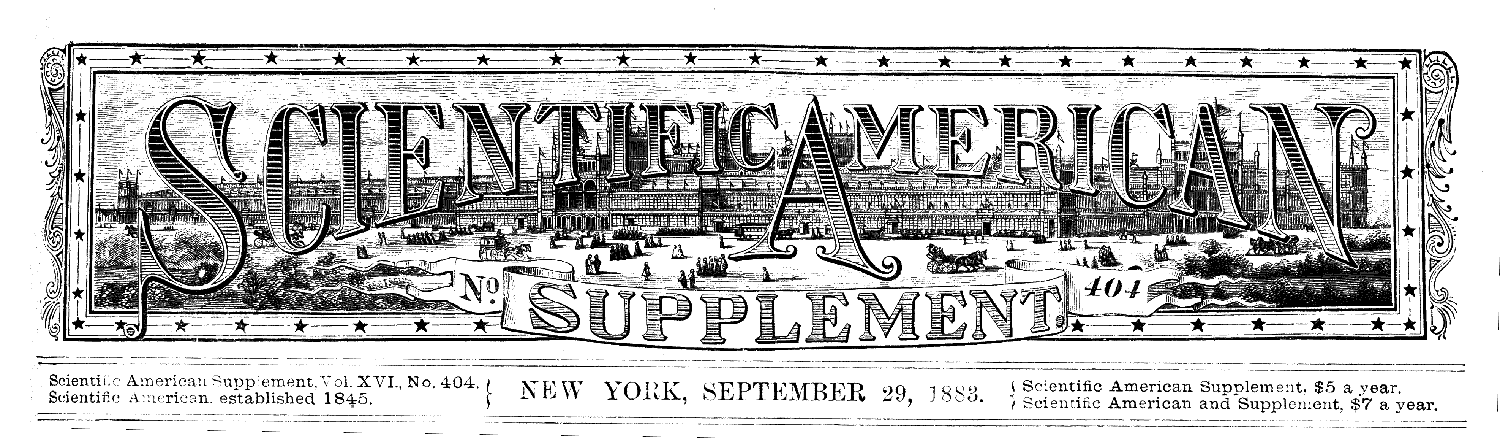 SCIENTIFIC AMERICAN
No. SUPPLEMENT. 404
Scientific American Supplement, Vol. XVI., No. 404.
Scientific American, established 1845.
NEW YORK, SEPTEMBER 29, 1883.
Scientific American Supplement, $5 a year.
Scientific American and Supplement, $7 a year.